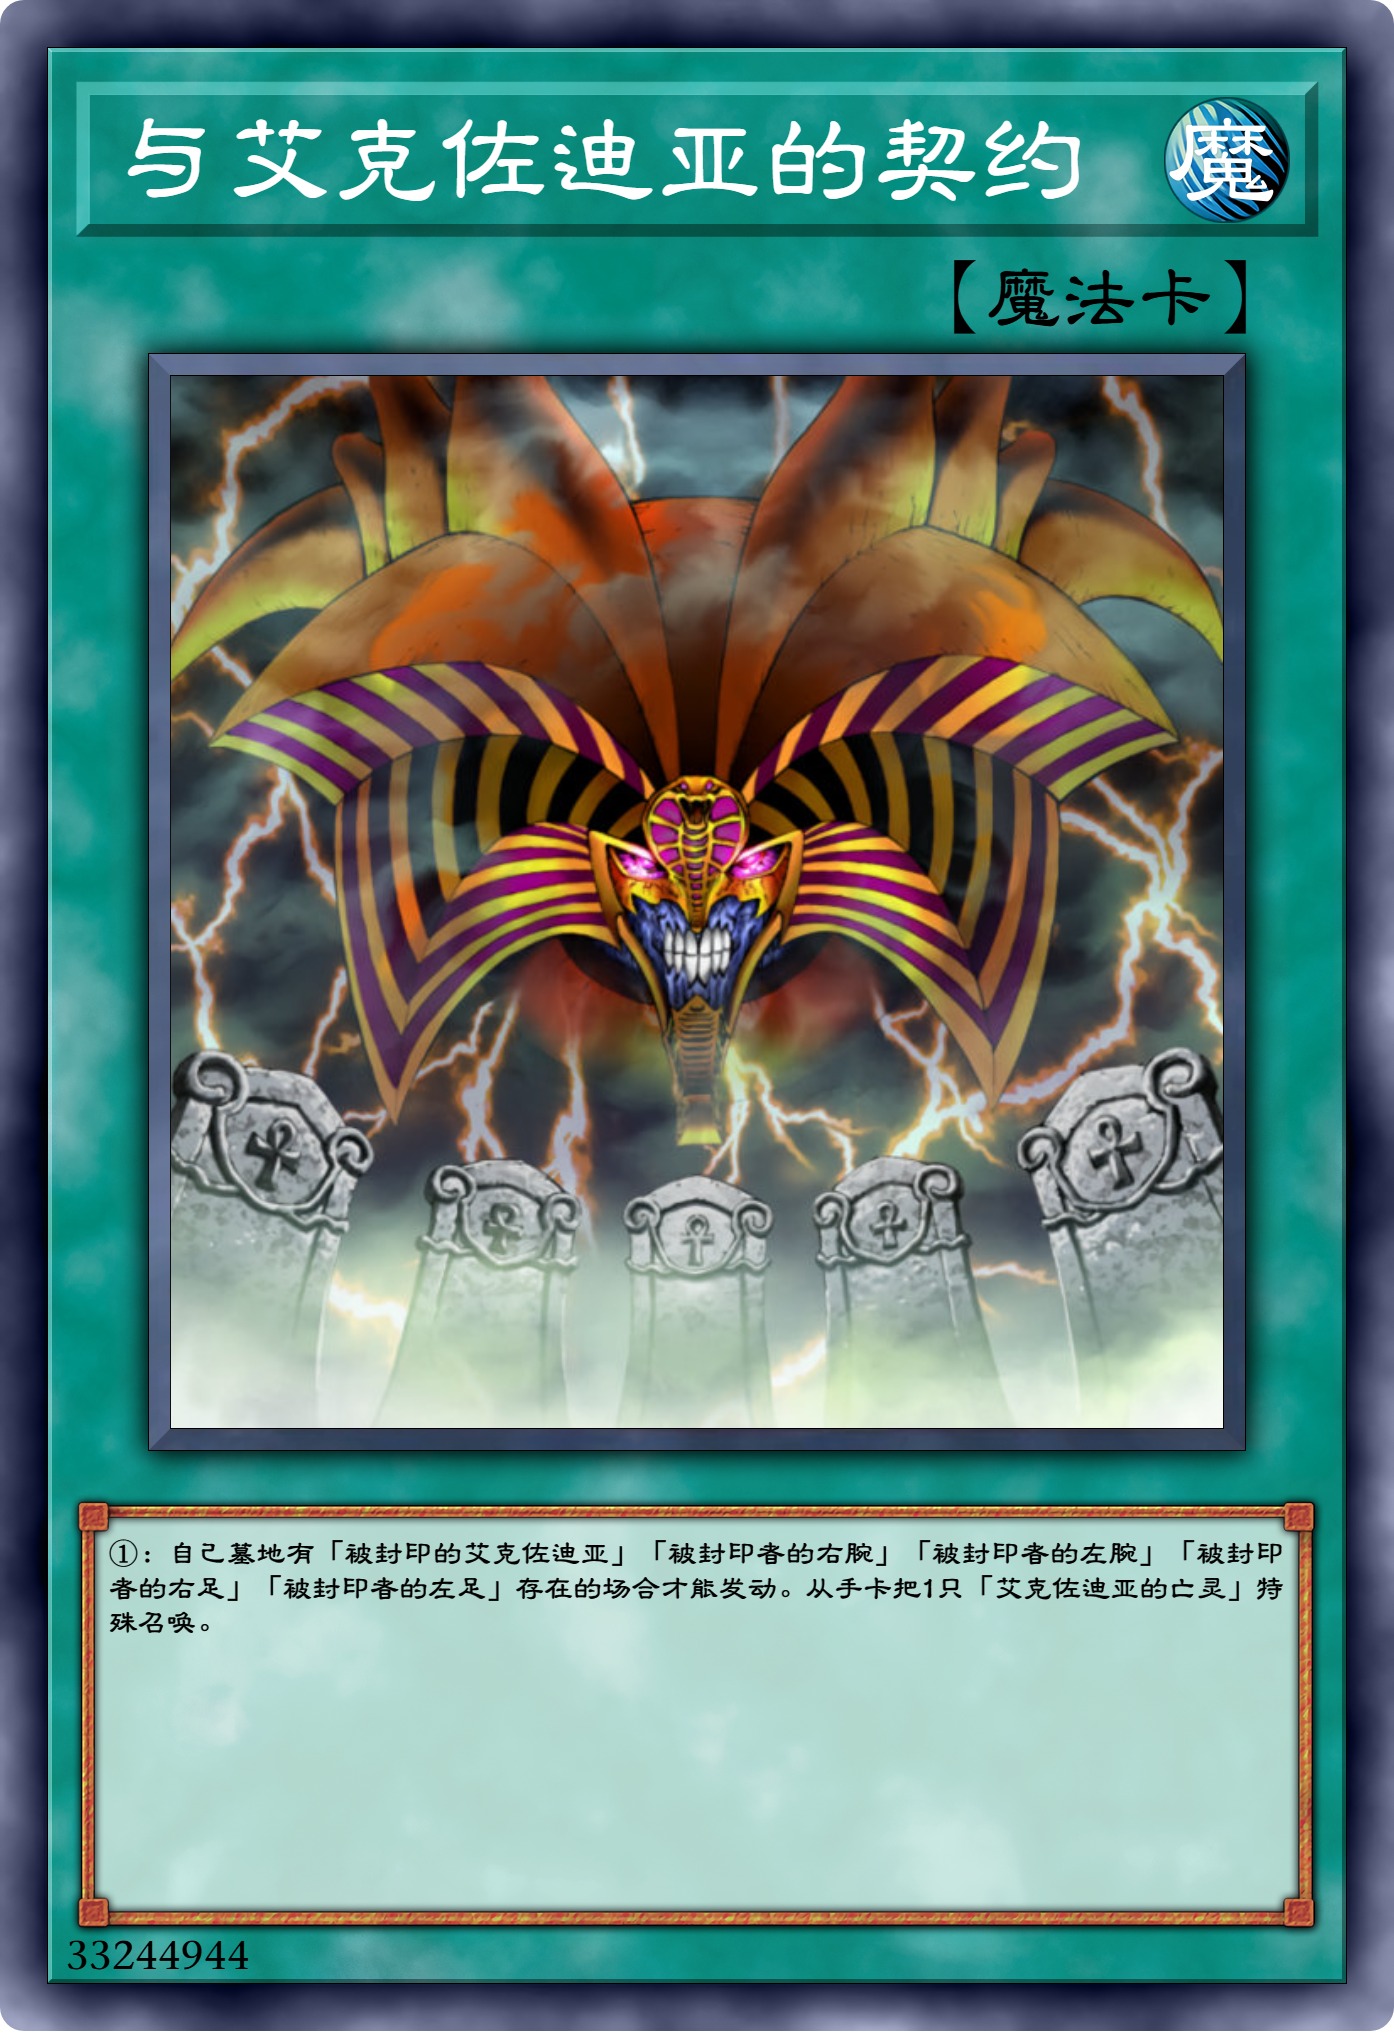 与艾克佐迪亚的契约 魔
【魔法卡】
①：自己墓地有「被封印的艾克佐迪亚」「被封印者的右腕」「被封印者的左腕」「被封印
者的右足」「被封印者的左足」存在的场合才能发动。从手卡把1只「艾克佐迪亚的亡灵」特
殊召唤。
33244944